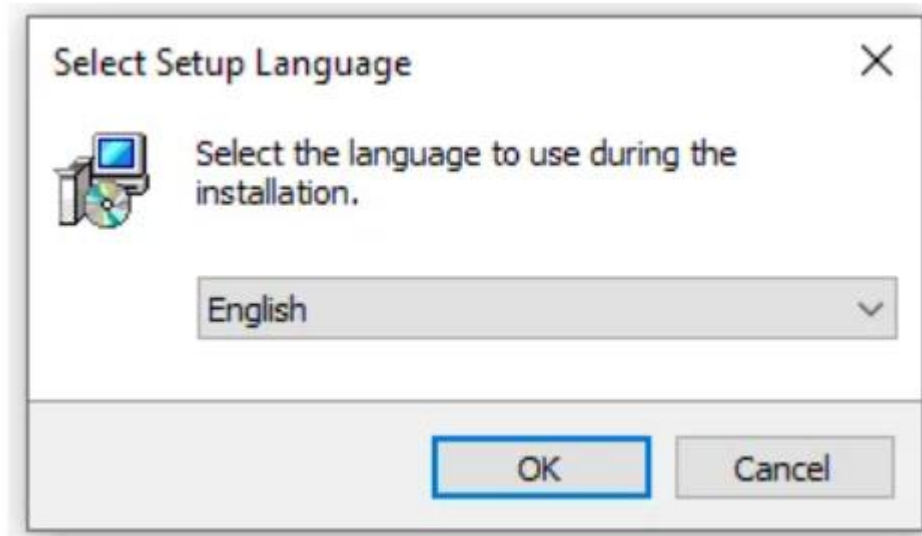 Select Setup Language
Select the language to use during the
installation.
English
OK
Cancel